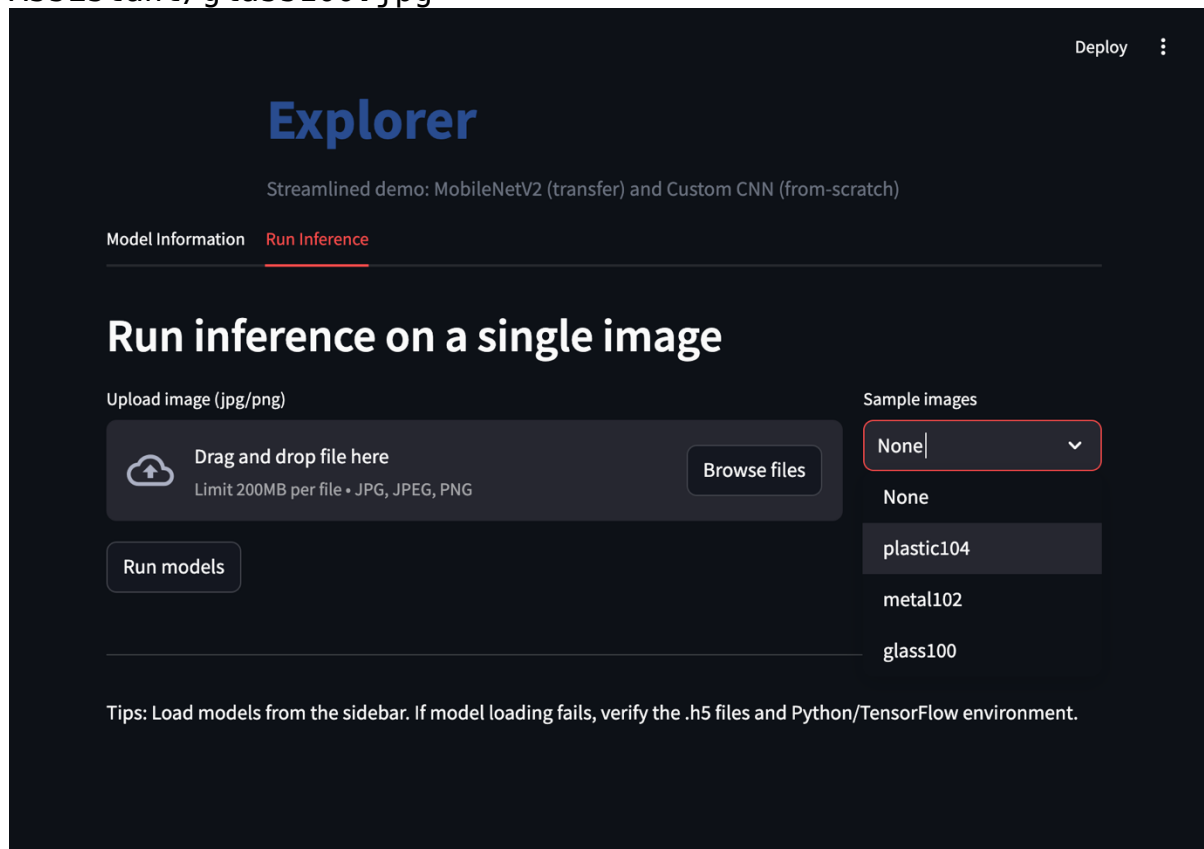 Deploy
Explorer
Streamlined demo: MobileNetV2 (transfer) and Custom CNN (from-scratch)
Model Information Run Inference
Run inference on a single image
Upload image (jpg/png)
Drag and drop file here
Limit 200MB per file • JPG, JPEG, PNG
Browse files
Sample images
None
None
plastic104
metal102
glass100
Run models
Tips: Load models from the sidebar. If model loading fails, verify the .h5 files and Python/TensorFlow environment.